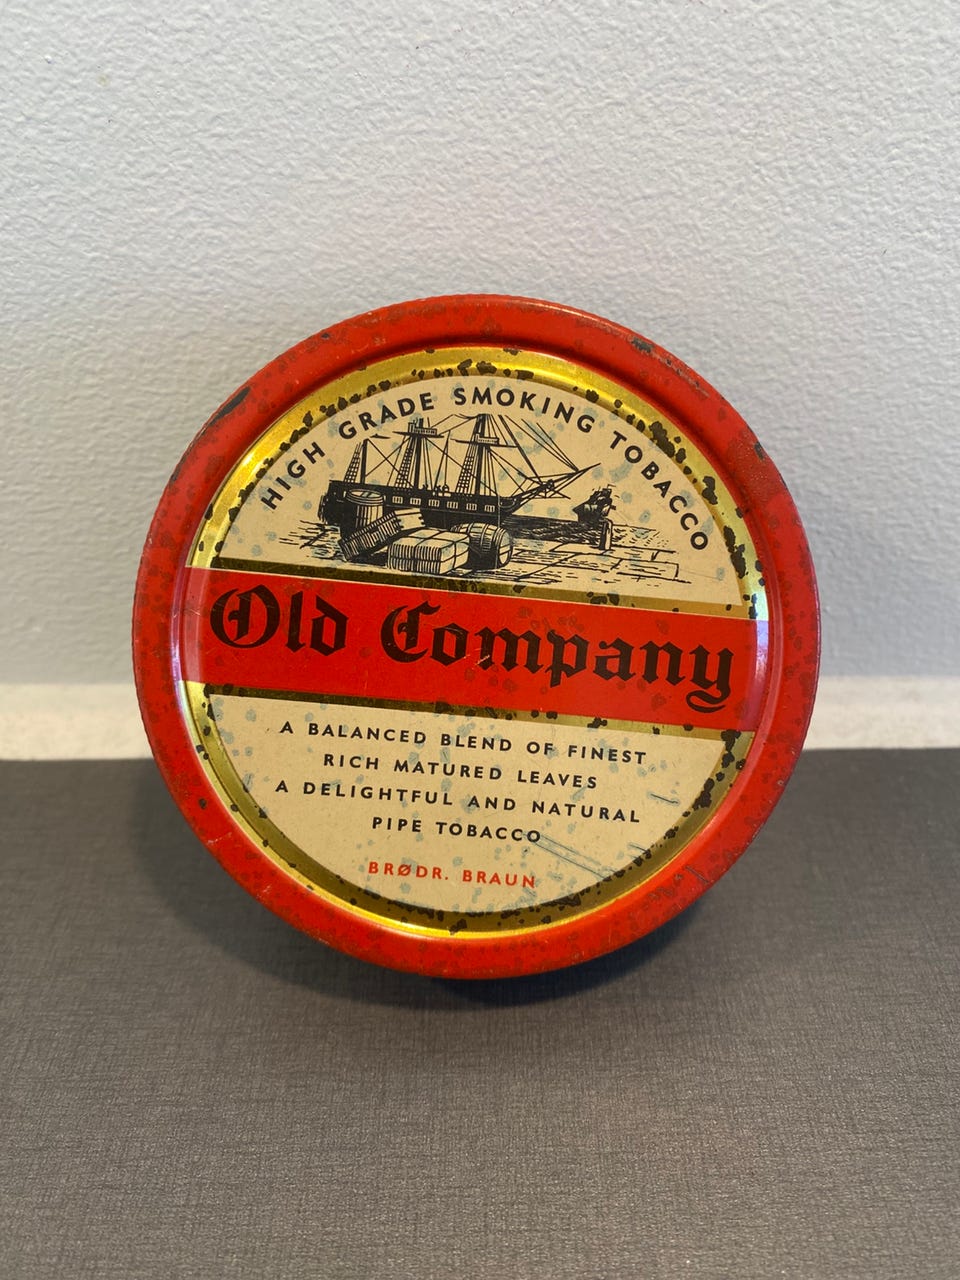 HIGH GRADE SMOKING TOBACCO
Old Company
A BALANCED BLEND OF FINEST
RICH MATURED LEAVES
A DELIGHTFUL AND NATURAL
PIPE TOBACCO
BRØDR. BRAUN